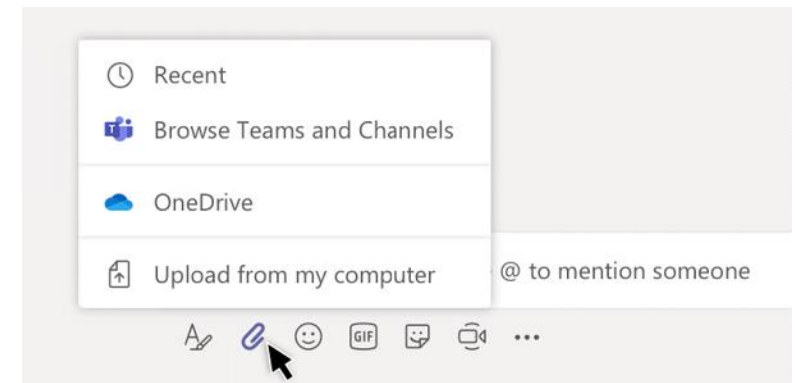 Recent
Browse Teams and Channels
OneDrive
Upload from my computer
@ to mention someone
GIF